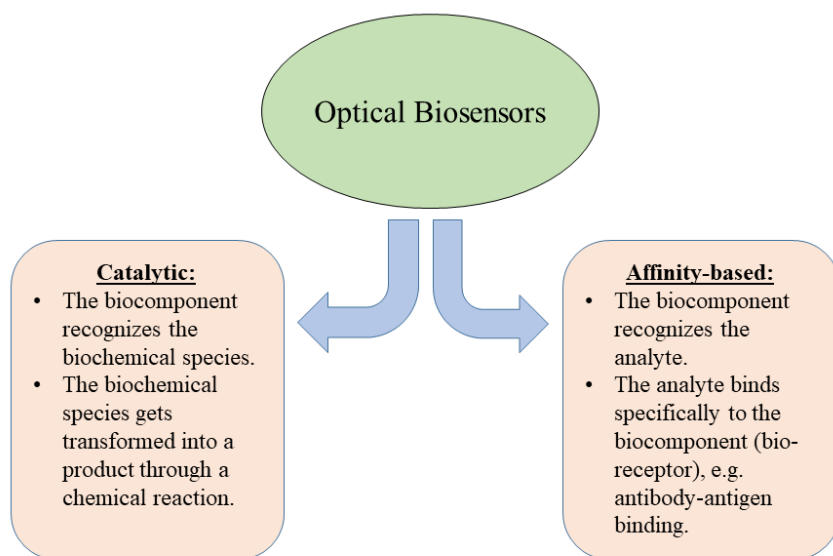 Optical Biosensors
Catalytic:
• The biocomponent
recognizes the
biochemical species.
• The biochemical
species gets
transformed into a
product through a
chemical reaction.
Affinity-based:
• The biocomponent
recognizes the
analyte.
• The analyte binds
specifically to the
biocomponent (bio-
receptor), e.g.
antibody-antigen
binding.